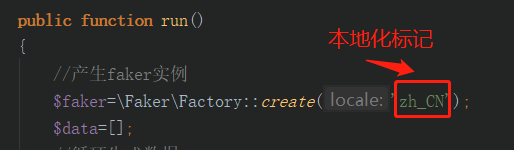 public function run()
本地化标记
{
//产生faker实例
$faker=\Faker\Factory::create( locale: 'zh_CN');
$data=[];